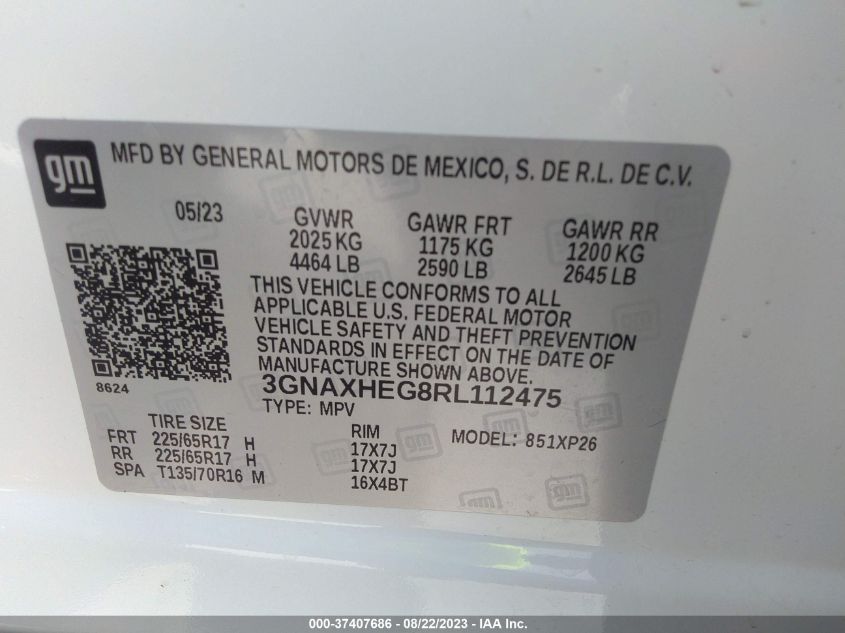 gm
MFD BY GENERAL MOTORS DE MEXICO, S. DE R.L. DE C.V.
05/23
GVWR GAWR FRT GAWR RR
2025 KG 1175 KG 1200 KG
4464 LB 2590 LB 2645 LB
THIS VEHICLE CONFORMS TO ALL
APPLICABLE U.S. FEDERAL MOTOR
VEHICLE SAFETY AND THEFT PREVENTION
STANDARDS IN EFFECT ON THE DATE OF
MANUFACTURE SHOWN ABOVE.
8624
3GNAXHEG8RL112475
TYPE: MPV
MODEL: 851XP26
TIRE SIZE RIM
FRT 225/65R17 H 17X7J
RR 225/65R17 H 17X7J
SPA T135/70R16 M 16X4BT
000-37407686 - 08/22/2023 - IAA Inc.